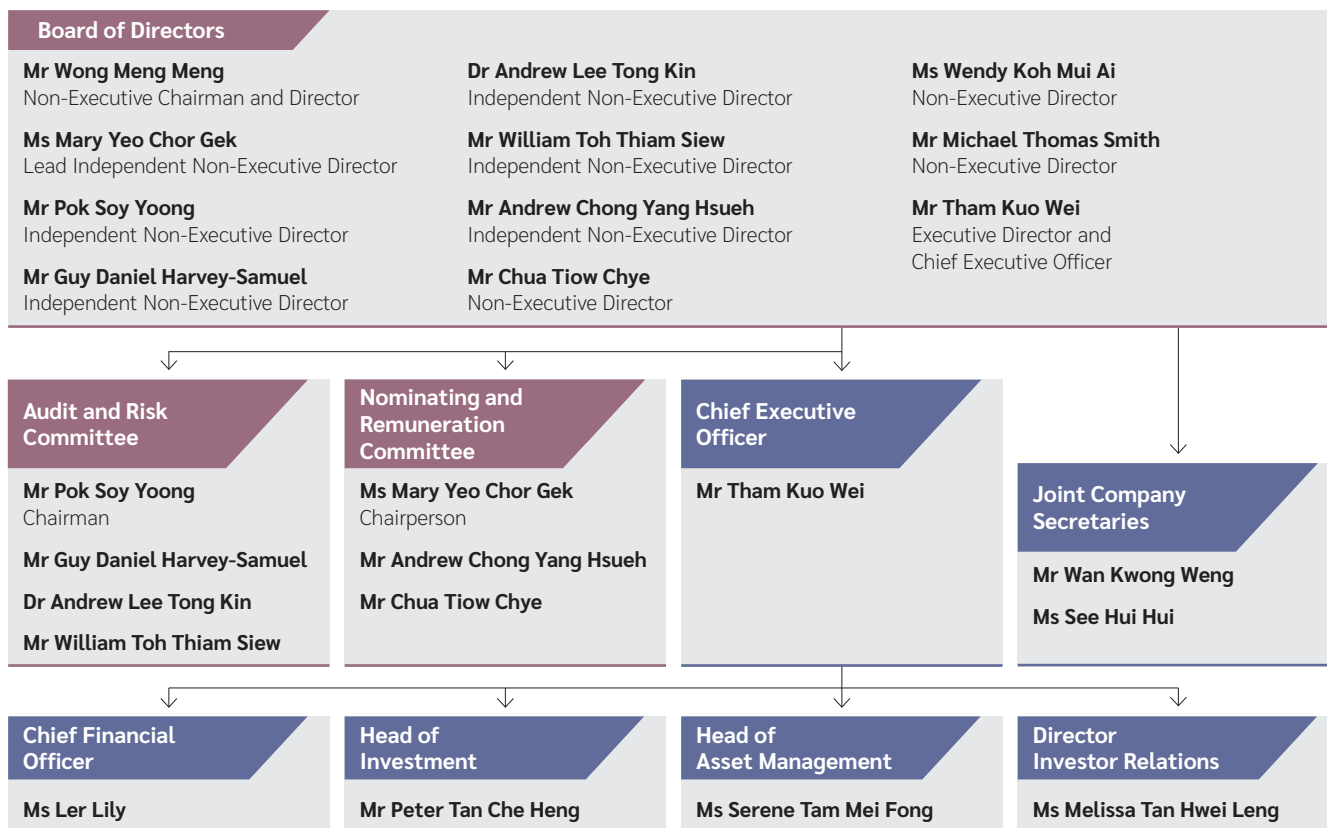 Board of Directors
Mr Wong Meng Meng
Non-Executive Chairman and Director
Ms Mary Yeo Chor Gek
Lead Independent Non-Executive Director
Mr Pok Soy Yoong
Independent Non-Executive Director
Mr Guy Daniel Harvey-Samuel
Independent Non-Executive Director
Dr Andrew Lee Tong Kin
Independent Non-Executive Director
Mr William Toh Thiam Siew
Independent Non-Executive Director
Mr Andrew Chong Yang Hsueh
Independent Non-Executive Director
Mr Chua Tiow Chye
Non-Executive Director
Ms Wendy Koh Mui Ai
Non-Executive Director
Mr Michael Thomas Smith
Non-Executive Director
Mr Tham Kuo Wei
Executive Director and
Chief Executive Officer
Audit and Risk
Committee
Mr Pok Soy Yoong
Chairman
Mr Guy Daniel Harvey-Samuel
Dr Andrew Lee Tong Kin
Mr William Toh Thiam Siew
Nominating and
Remuneration
Committee
Ms Mary Yeo Chor Gek
Chairperson
Mr Andrew Chong Yang Hsueh
Mr Chua Tiow Chye
Chief Executive
Officer
Mr Tham Kuo Wei
Joint Company
Secretaries
Mr Wan Kwong Weng
Ms See Hui Hui
Chief Financial
Officer
Ms Ler Lily
Head of
Investment
Mr Peter Tan Che Heng
Head of
Asset Management
Ms Serene Tam Mei Fong
Director
Investor Relations
Ms Melissa Tan Hwei Leng